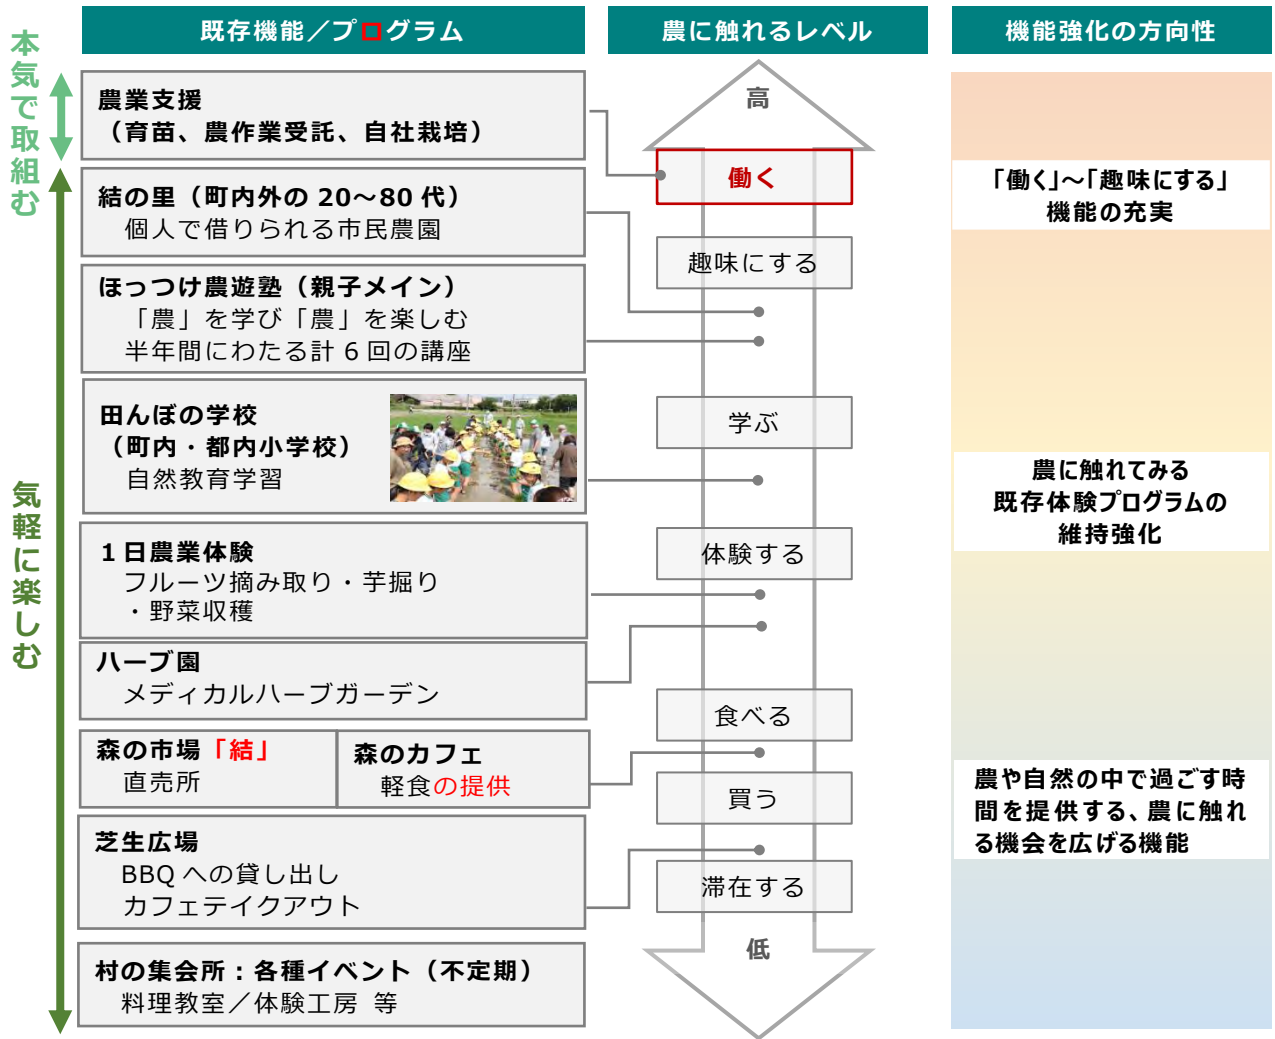 既存機能／プログラム
農に触れるレベル
機能強化の方向性
本気で取組む
気軽に楽しむ
農業支援
（育苗、農作業受託、自社栽培）
結の里（町内外の 20～80 代）
個人で借りられる市民農園
ほっつけ農遊塾（親子メイン）
「農」を学び「農」を楽しむ
半年間にわたる計 6 回の講座
田んぼの学校
（町内・都内小学校）
自然教育学習
1 日農業体験
フルーツ摘み取り・芋掘り
・野菜収穫
ハーブ園
メディカルハーブガーデン
森の市場「結」
直売所
森のカフェ
軽食の提供
芝生広場
BBQ への貸し出し
カフェテイクアウト
村の集会所：各種イベント（不定期）
料理教室／体験工房 等
高
働く
趣味にする
学ぶ
体験する
食べる
買う
滞在する
低
「働く」～「趣味にする」
機能の充実
農に触れてみる
既存体験プログラムの
維持強化
農や自然の中で過ごす時
間を提供する、農に触れ
る機会を広げる機能